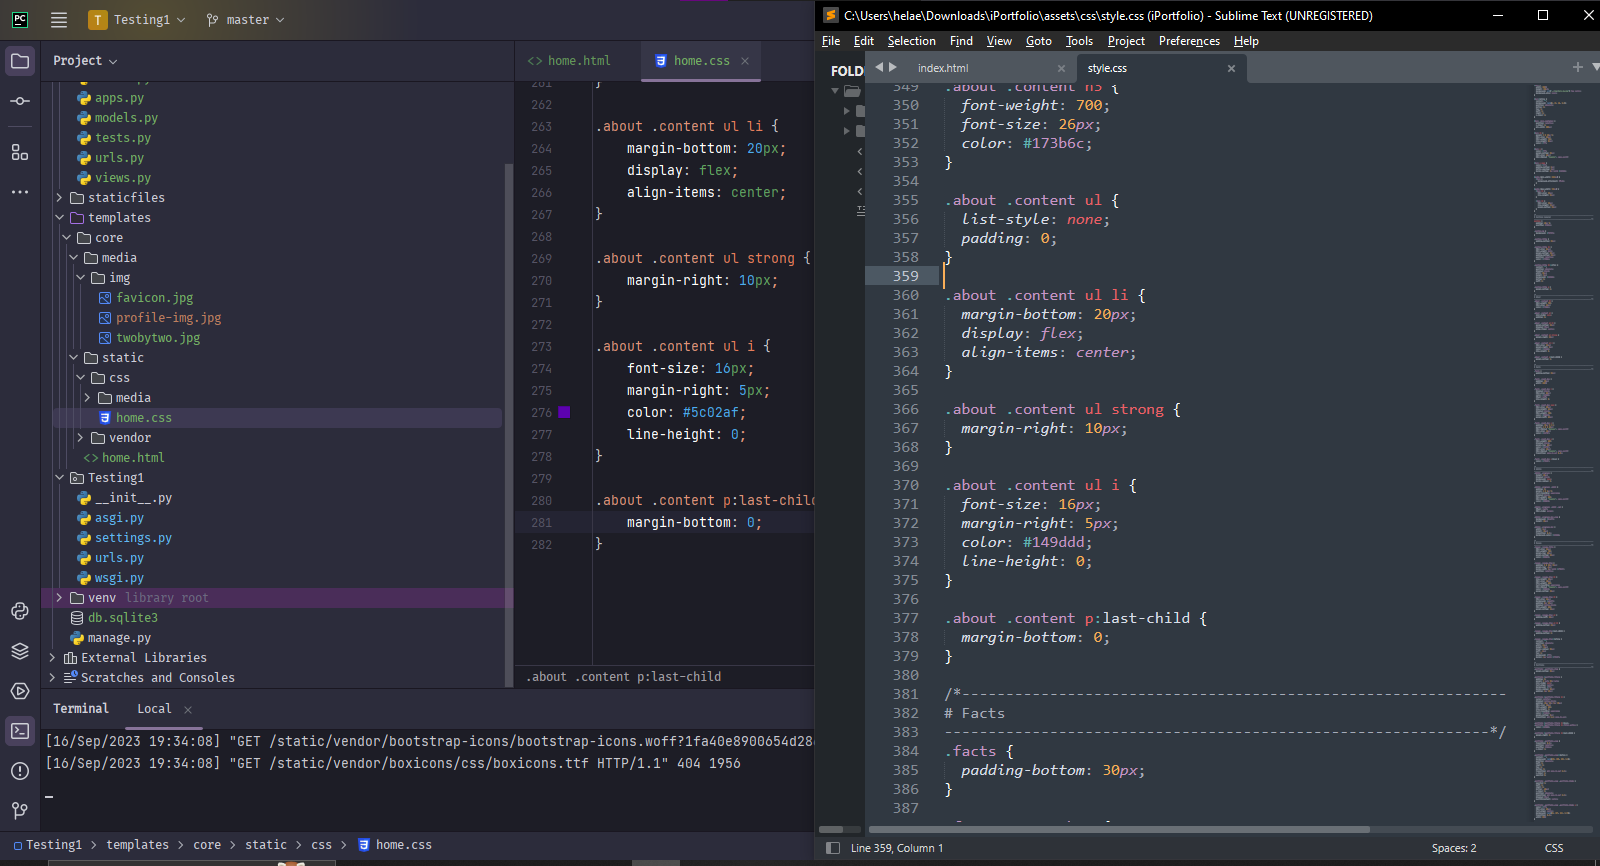 PC
T Testing1
master
Project
apps.py
models.py
tests.py
urls.py
views.py
staticfiles
templates
core
media
img
favicon.jpg
profile-img.jpg
twobytwo.jpg
static
css
media
home.css
vendor
<> home.html
Testing1
__init__.py
asgi.py
settings.py
urls.py
wsgi.py
venv library root
db.sqlite3
manage.py
External Libraries
Scratches and Consoles
<> home.html
home.css
261 }
262
263 .about .content ul li {
264 margin-bottom: 20px;
265 display: flex;
266 align-items: center;
267 }
268
269 .about .content ul strong {
270 margin-right: 10px;
271 }
272
273 .about .content ul i {
274 font-size: 16px;
275 margin-right: 5px;
276 color: #5c02af;
277 line-height: 0;
278 }
279
280 .about .content p:last-child
281 margin-bottom: 0;
282 }
.about .content p:last-child
Terminal Local
[16/Sep/2023 19:34:08] "GET /static/vendor/bootstrap-icons/bootstrap-icons.woff?1fa40e8900654d28
[16/Sep/2023 19:34:08] "GET /static/vendor/boxicons/css/boxicons.ttf HTTP/1.1" 404 1956
Testing1 > templates > core > static > css > home.css
C:\Users\helae\Downloads\iPortfolio\assets\css\style.css (iPortfolio) - Sublime Text (UNREGISTERED)
File Edit Selection Find View Goto Tools Project Preferences Help
FOLD
index.html
style.css
349 .about .content h3 {
350 font-weight: 700;
351 font-size: 26px;
352 color: #173b6c;
353 }
354
355 .about .content ul {
356 list-style: none;
357 padding: 0;
358 }
359
360 .about .content ul li {
361 margin-bottom: 20px;
362 display: flex;
363 align-items: center;
364 }
365
366 .about .content ul strong {
367 margin-right: 10px;
368 }
369
370 .about .content ul i {
371 font-size: 16px;
372 margin-right: 5px;
373 color: #149ddd;
374 line-height: 0;
375 }
376
377 .about .content p:last-child {
378 margin-bottom: 0;
379 }
380
381 /*--------------------------------------------------------------
382 # Facts
383 --------------------------------------------------------------*/
384 .facts {
385 padding-bottom: 30px;
386 }
387
Line 359, Column 1
Spaces: 2
CSS